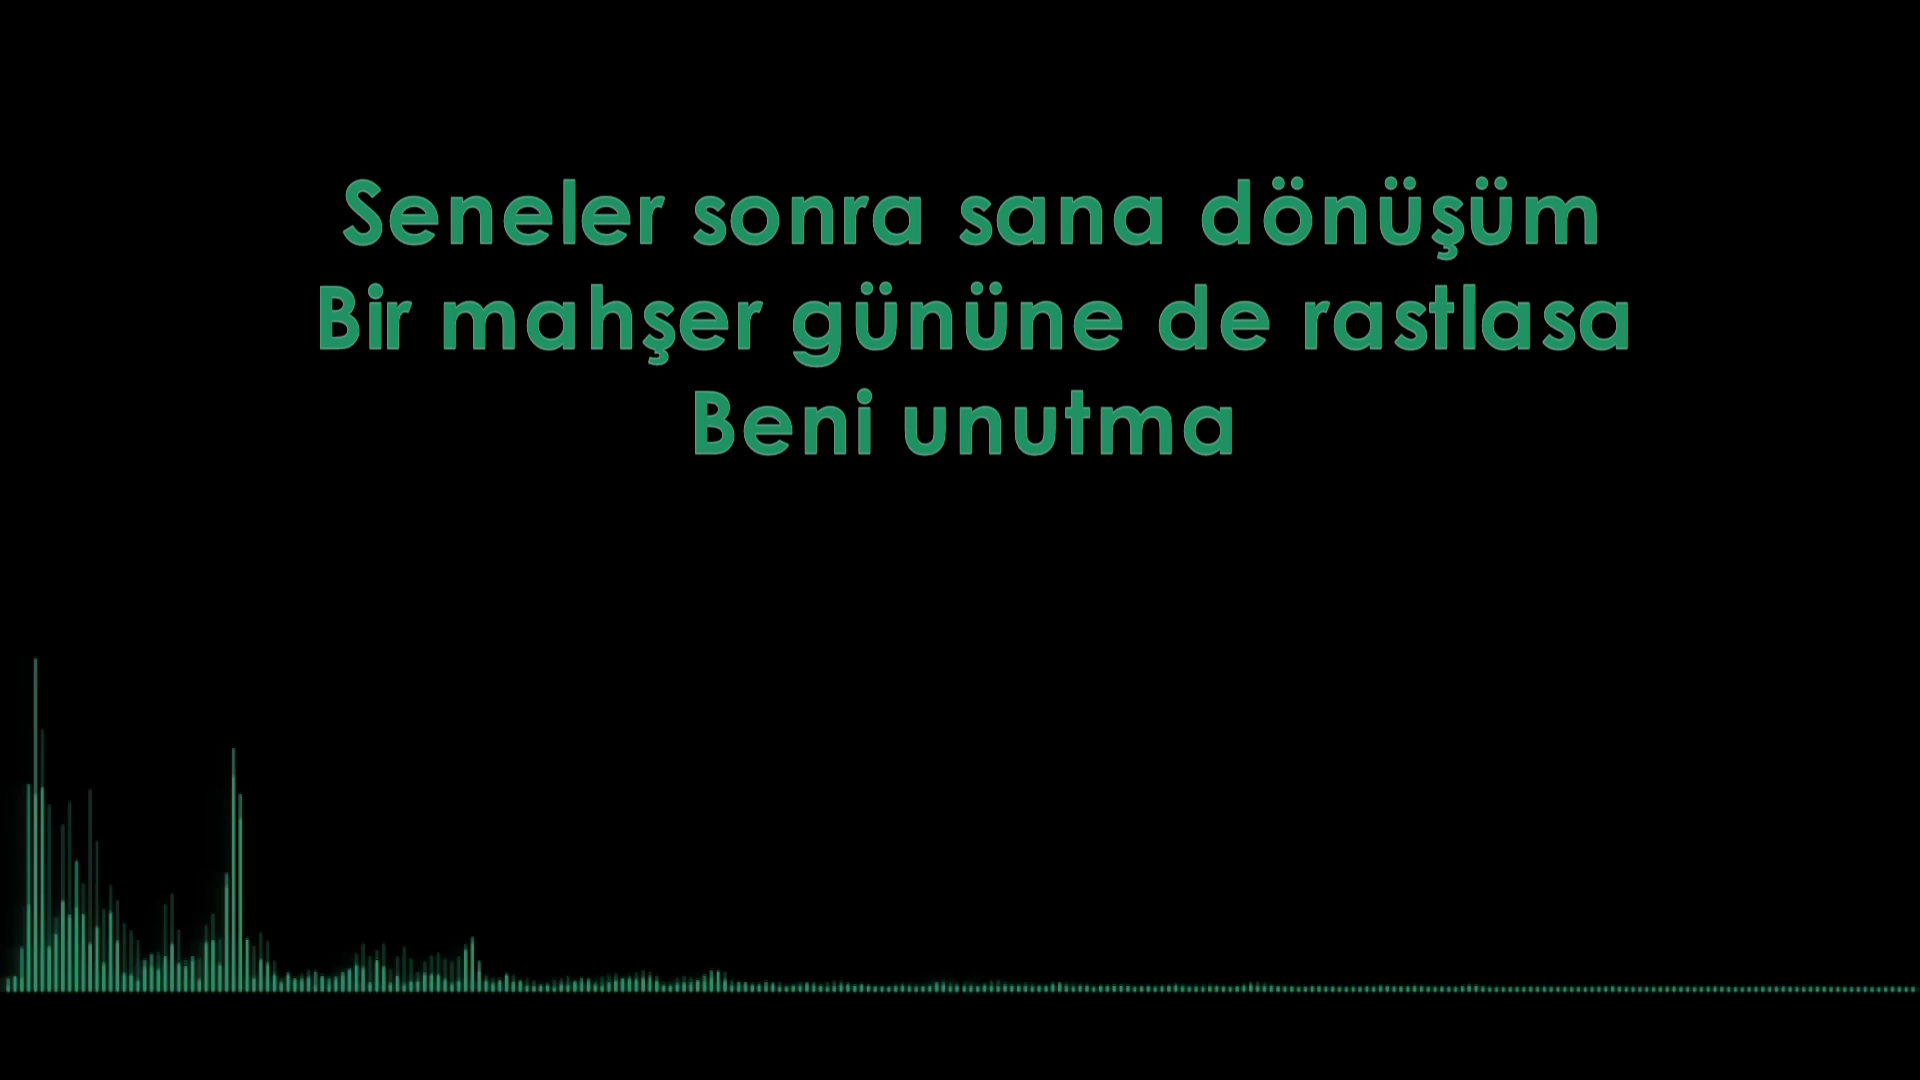 Seneler sonra sana dönüşüm
Bir mahşer gününe de rastlasa
Beni unutma